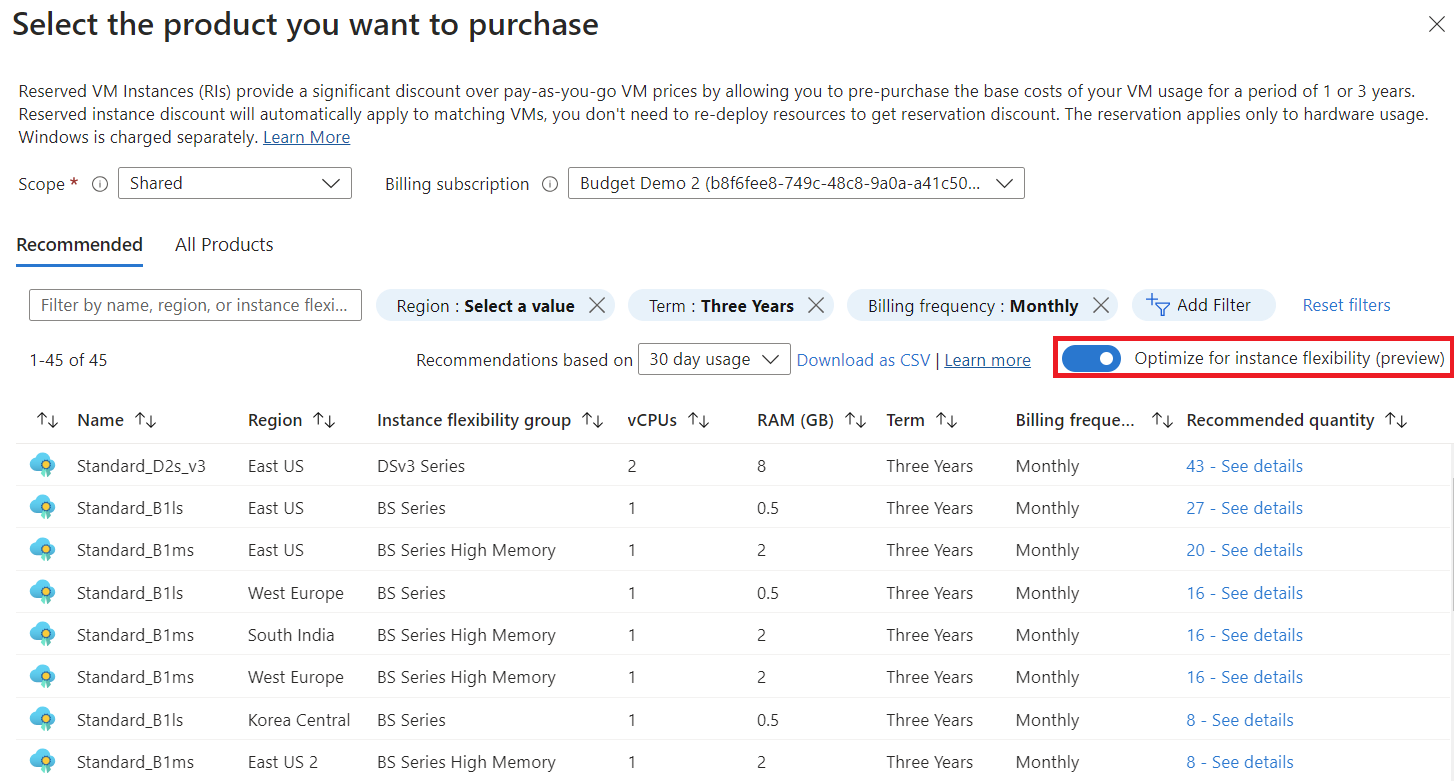 Select the product you want to purchase
Reserved VM Instances (RIs) provide a significant discount over pay-as-you-go VM prices by allowing you to pre-purchase the base costs of your VM usage for a period of 1 or 3 years.
Reserved instance discount will automatically apply to matching VMs, you don't need to re-deploy resources to get reservation discount. The reservation applies only to hardware usage.
Windows is charged separately. Learn More
Scope * Shared Billing subscription Budget Demo 2 (b8f6fee8-749c-48c8-9a0a-a41c50...
Recommended All Products
Filter by name, region, or instance flexi... Region : Select a value Term : Three Years Billing frequency : Monthly Add Filter Reset filters
1-45 of 45 Recommendations based on 30 day usage Download as CSV | Learn more Optimize for instance flexibility (preview)
Name Region Instance flexibility group vCPUs RAM (GB) Term Billing freque... Recommended quantity
Standard_D2s_v3 East US DSv3 Series 2 8 Three Years Monthly 43 - See details
Standard_B1ls East US BS Series 1 0.5 Three Years Monthly 27 - See details
Standard_B1ms East US BS Series High Memory 1 2 Three Years Monthly 20 - See details
Standard_B1ls West Europe BS Series 1 0.5 Three Years Monthly 16 - See details
Standard_B1ms South India BS Series High Memory 1 2 Three Years Monthly 16 - See details
Standard_B1ms West Europe BS Series High Memory 1 2 Three Years Monthly 16 - See details
Standard_B1ls Korea Central BS Series 1 0.5 Three Years Monthly 8 - See details
Standard_B1ms East US 2 BS Series High Memory 1 2 Three Years Monthly 8 - See details